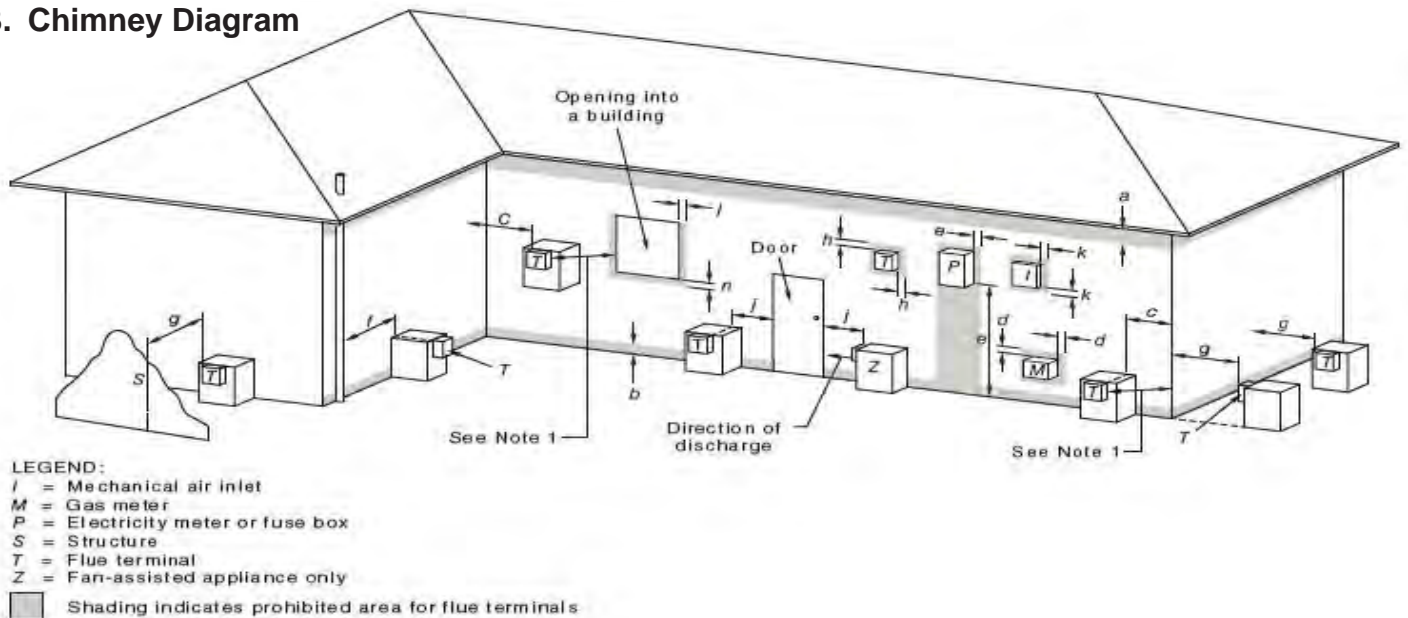 . Chimney Diagram
Opening into
a building
a
c
j
h
e
k
Door
T
T
P
I
n
h
k
g
f
j
j
d
c
g
e
d
g
S
T
T
Z
M
T
T
T
b
T
See Note 1
Direction of
discharge
See Note 1
LEGEND:
I = Mechanical air inlet
M = Gas meter
P = Electricity meter or fuse box
S = Structure
T = Flue terminal
Z = Fan-assisted appliance only
Shading indicates prohibited area for flue terminals